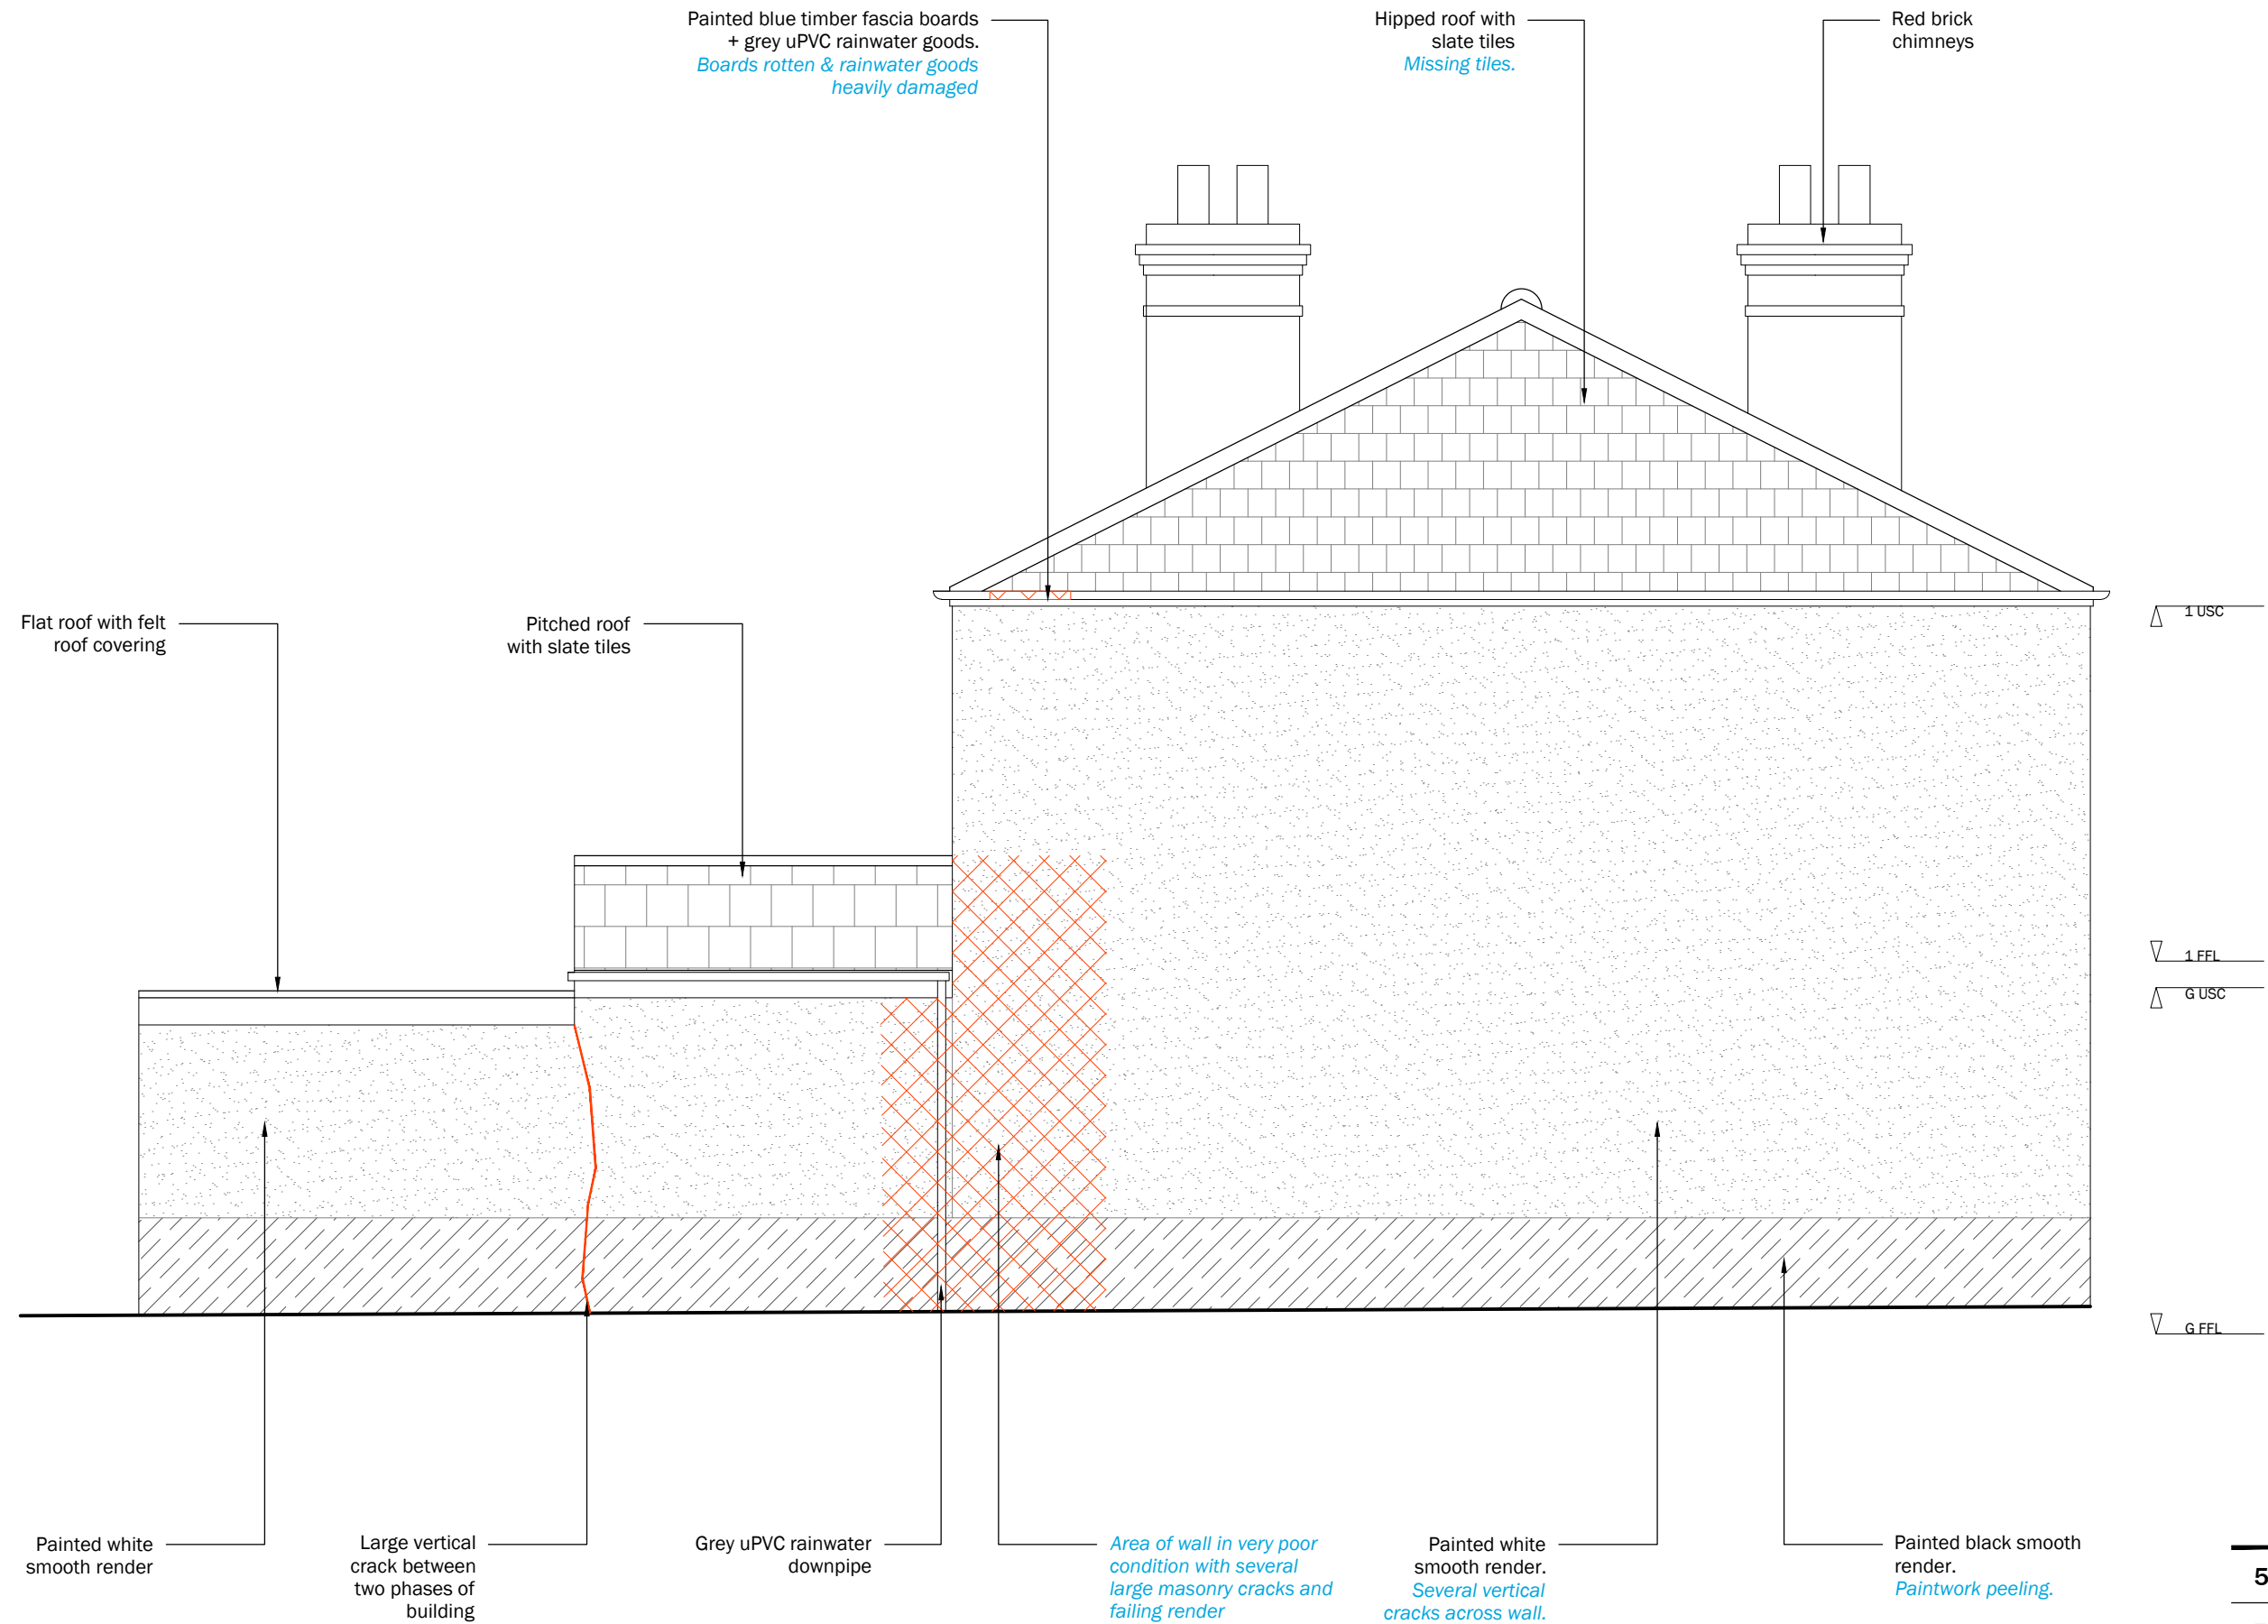 Painted blue timber fascia boards
+ grey uPVC rainwater goods.
Boards rotten & rainwater goods
heavily damaged
Hipped roof with
slate tiles
Missing tiles.
Red brick
chimneys
Flat roof with felt
roof covering
Pitched roof
with slate tiles
1 USC
1 FFL
G USC
G FFL
Painted white
smooth render
Large vertical
crack between
two phases of
building
Grey uPVC rainwater
downpipe
Area of wall in very poor
condition with several
large masonry cracks and
failing render
Painted white
smooth render.
Several vertical
cracks across wall.
Painted black smooth
render.
Paintwork peeling.
5